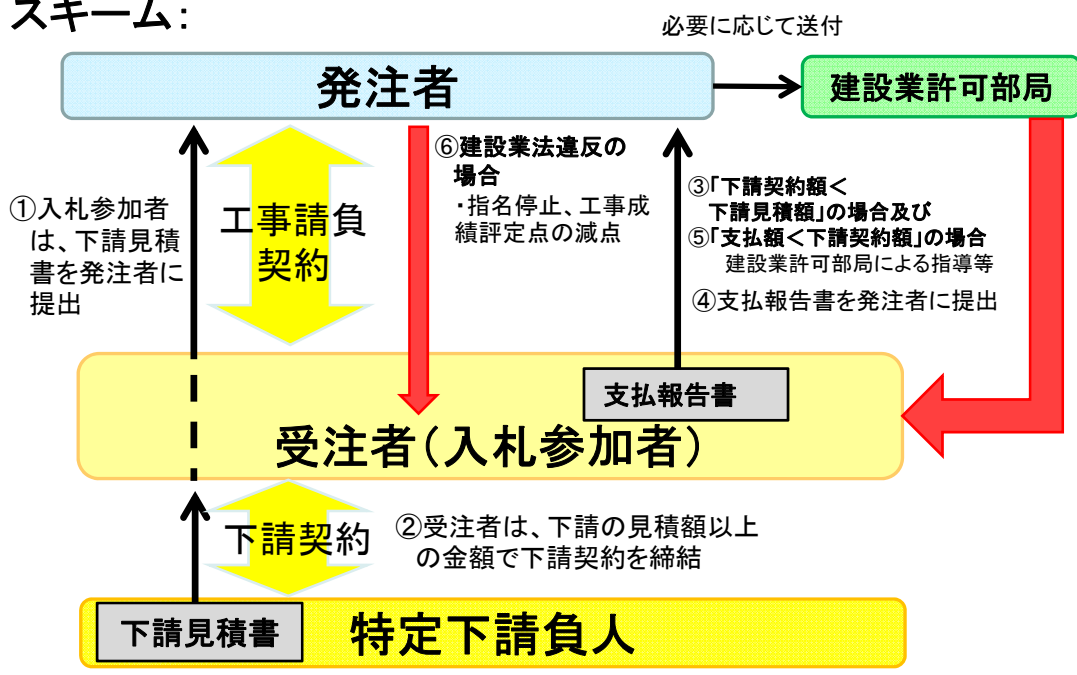 スキーム：
必要に応じて送付
発注者
建設業許可部局
①入札参加者
は、下請見積
書を発注者に
提出
工事請負
契約
⑥建設業法違反の
場合
・指名停止、工事成
績評定点の減点
③「下請契約額＜
下請見積額」の場合及び
⑤「支払額＜下請契約額」の場合
建設業許可部局による指導等
④支払報告書を発注者に提出
支払報告書
受注者（入札参加者）
下請契約
②受注者は、下請の見積額以上
の金額で下請契約を締結
下請見積書
特定下請負人